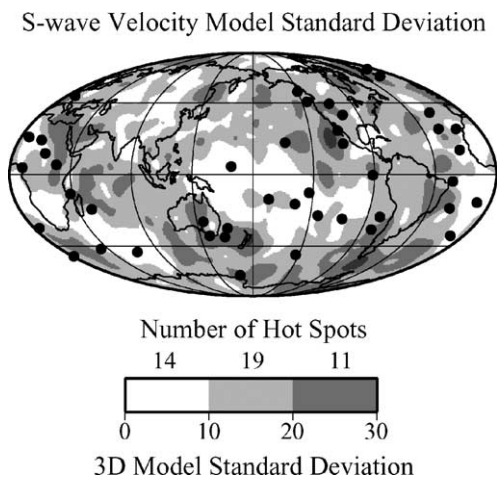 S-wave Velocity Model Standard Deviation
Number of Hot Spots
14 19 11
0 10 20 30
3D Model Standard Deviation